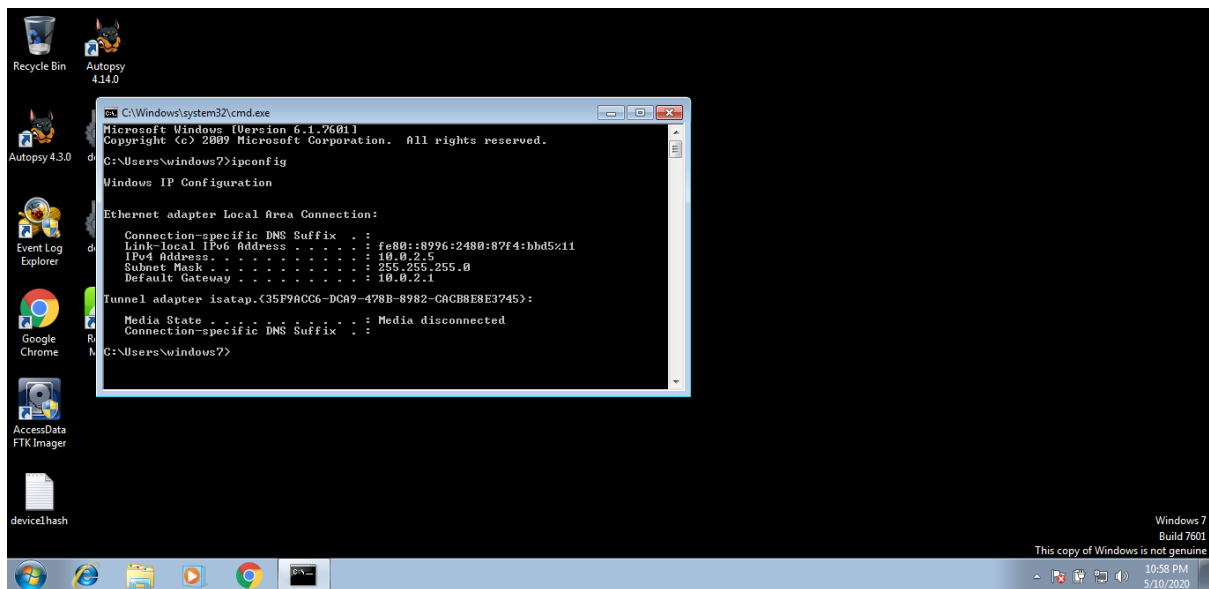 Recycle Bin
Autopsy
4.14.0
Autopsy 4.3.0
Event Log
Explorer
Google
Chrome
AccessData
FTK Imager
device1hash
C:\Windows\system32\cmd.exe
Microsoft Windows [Version 6.1.7601]
Copyright (c) 2009 Microsoft Corporation.  All rights reserved.
C:\Users\windows7>ipconfig
Windows IP Configuration
Ethernet adapter Local Area Connection:
Connection-specific DNS Suffix  . :
Link-local IPv6 Address . . . . . : fe80::8996:2480:87f4:bbd5%11
IPv4 Address. . . . . . . . . . . : 10.0.2.5
Subnet Mask . . . . . . . . . . . : 255.255.255.0
Default Gateway . . . . . . . . . : 10.0.2.1
Tunnel adapter isatap.{35F9ACC6-DCA9-478B-8982-CACB8E8E3745}:
Media State . . . . . . . . . . . : Media disconnected
Connection-specific DNS Suffix  . :
C:\Users\windows7>
Windows 7
Build 7601
This copy of Windows is not genuine
10:58 PM
5/10/2020